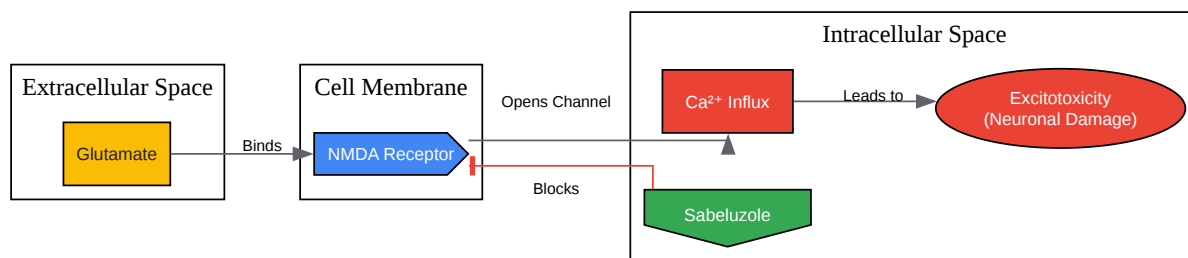 Extracellular Space
Glutamate
Binds
Cell Membrane
NMDA Receptor
Opens Channel
Blocks
Intracellular Space
Ca²⁺ Influx
Leads to
Excitotoxicity
(Neuronal Damage)
Sabeluzole